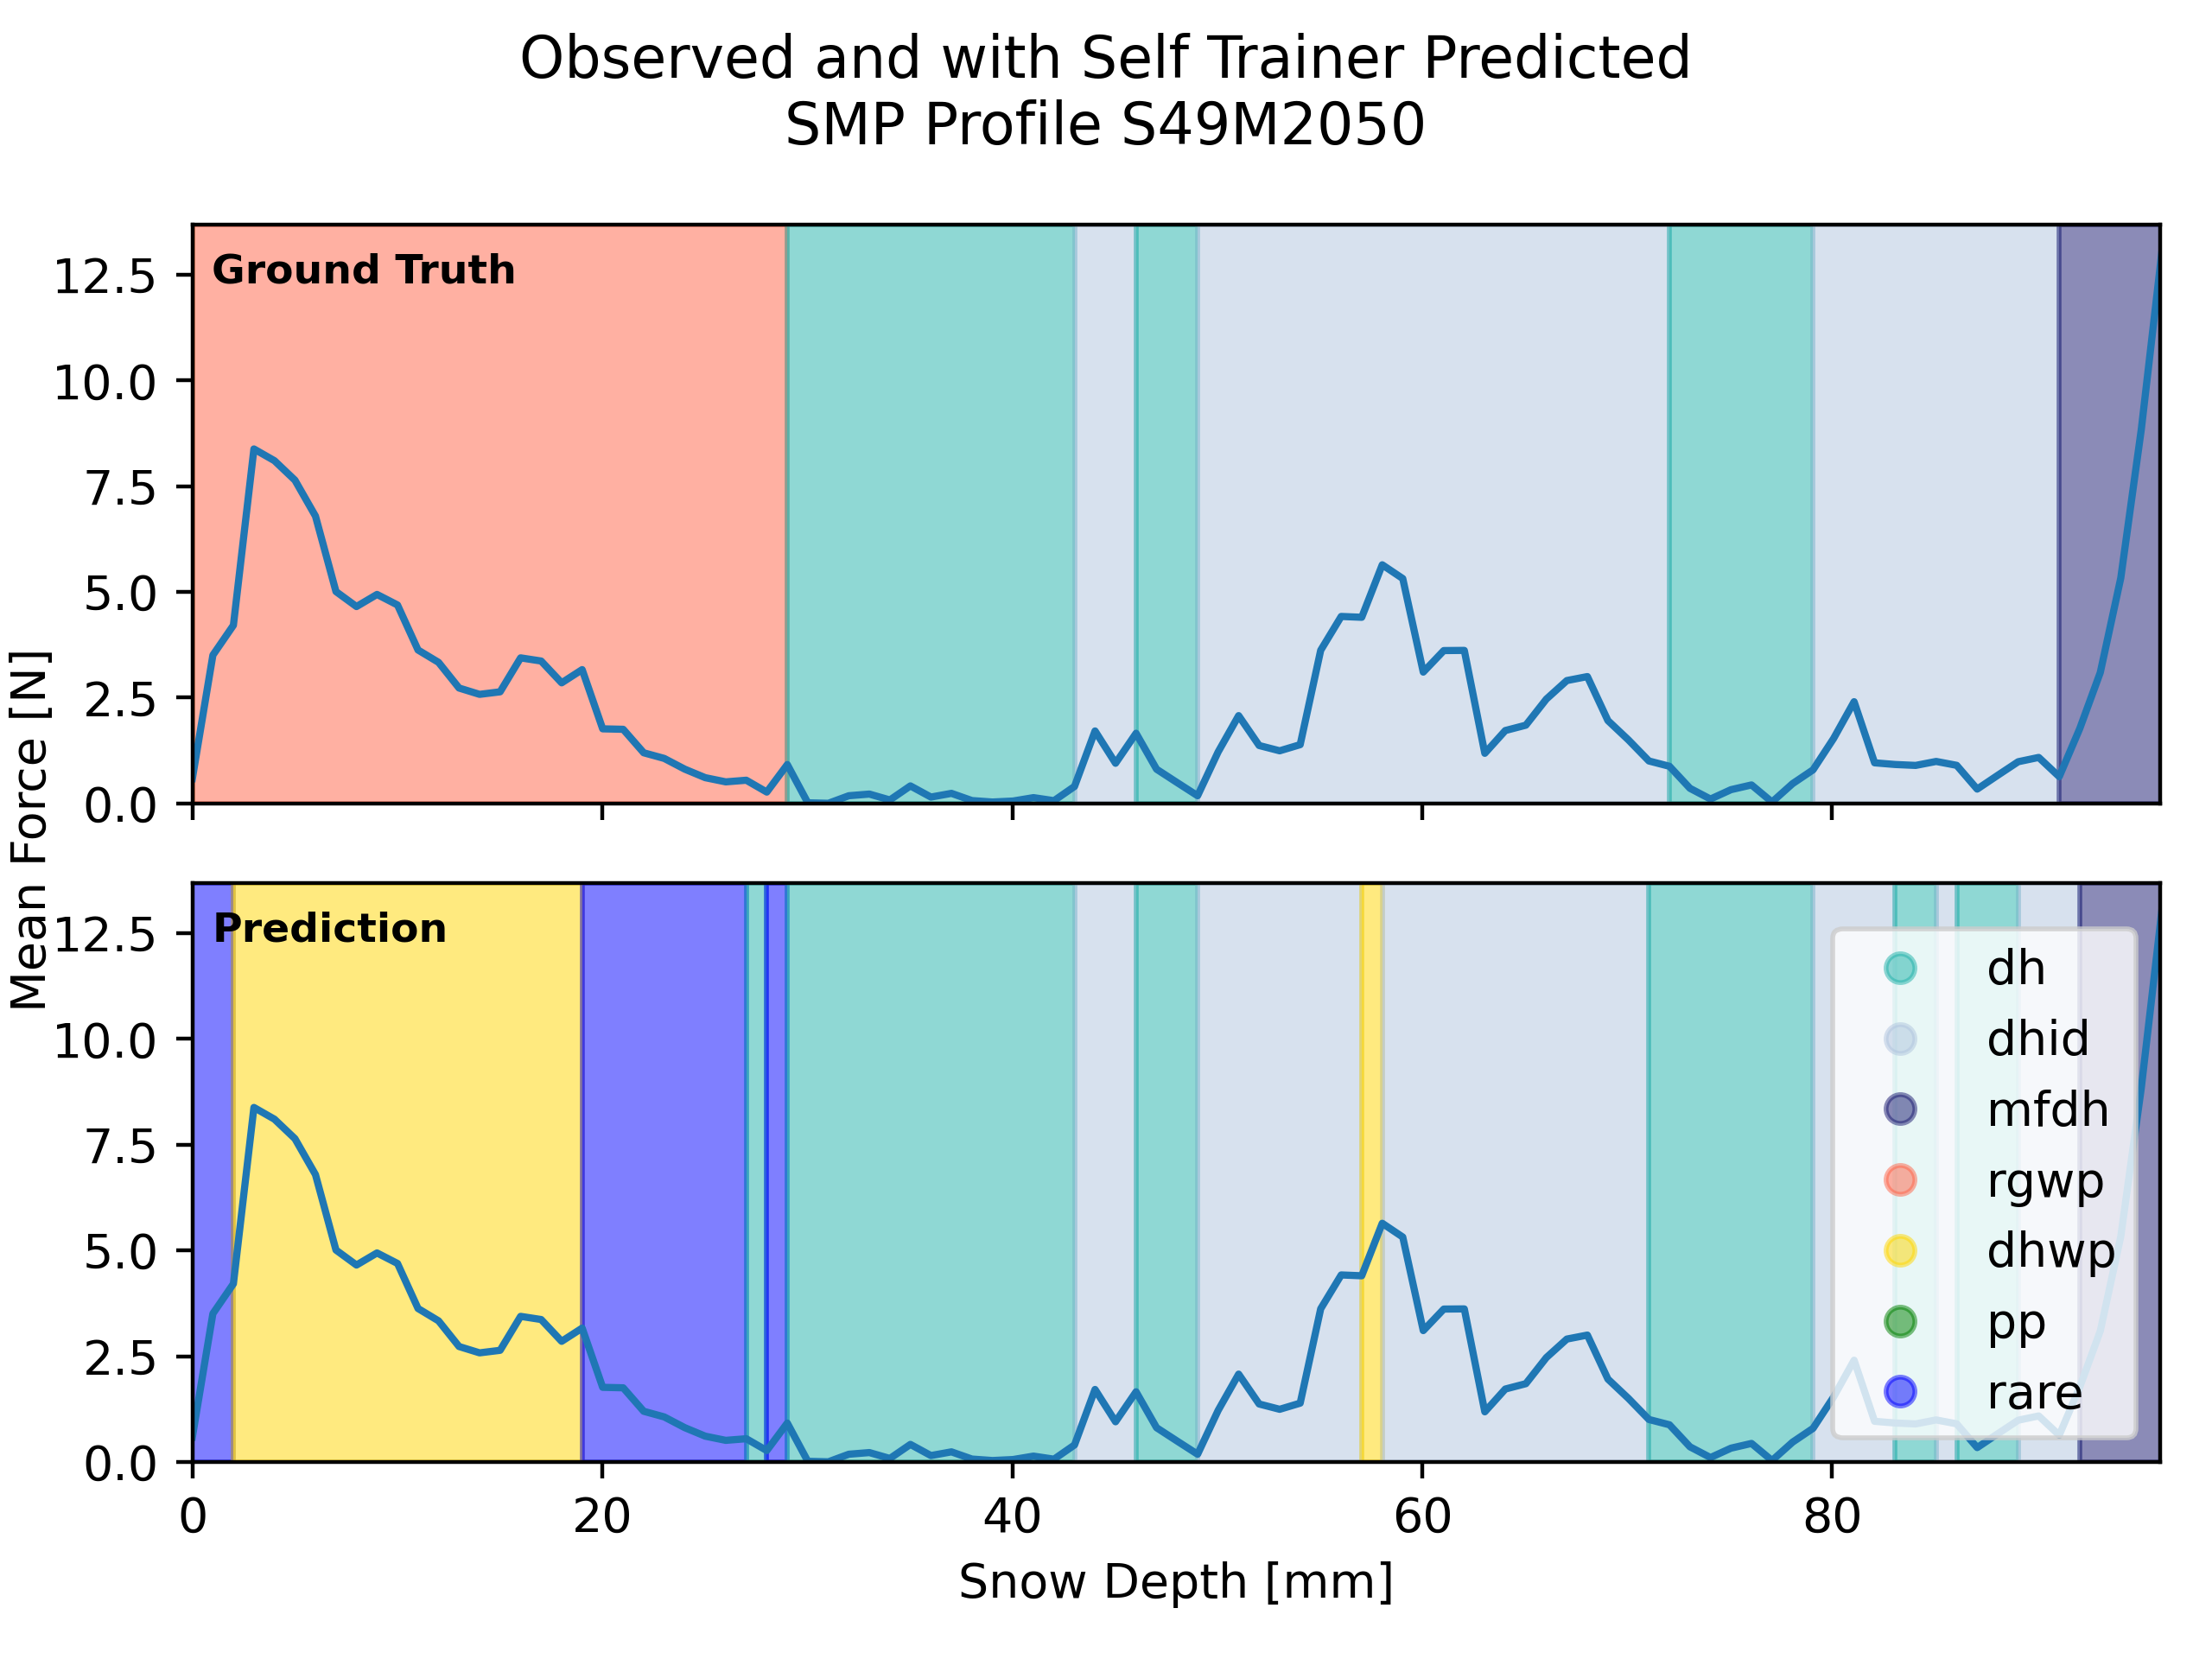 Observed and with Self Trainer Predicted
SMP Profile S49M2050
Mean Force [N]
Ground Truth
12.5
10.0
7.5
5.0
2.5
0.0
Prediction
12.5
10.0
7.5
5.0
2.5
0.0
dh
dhid
mfdh
rgwp
dhwp
pp
rare
0 20 40 60 80
Snow Depth [mm]